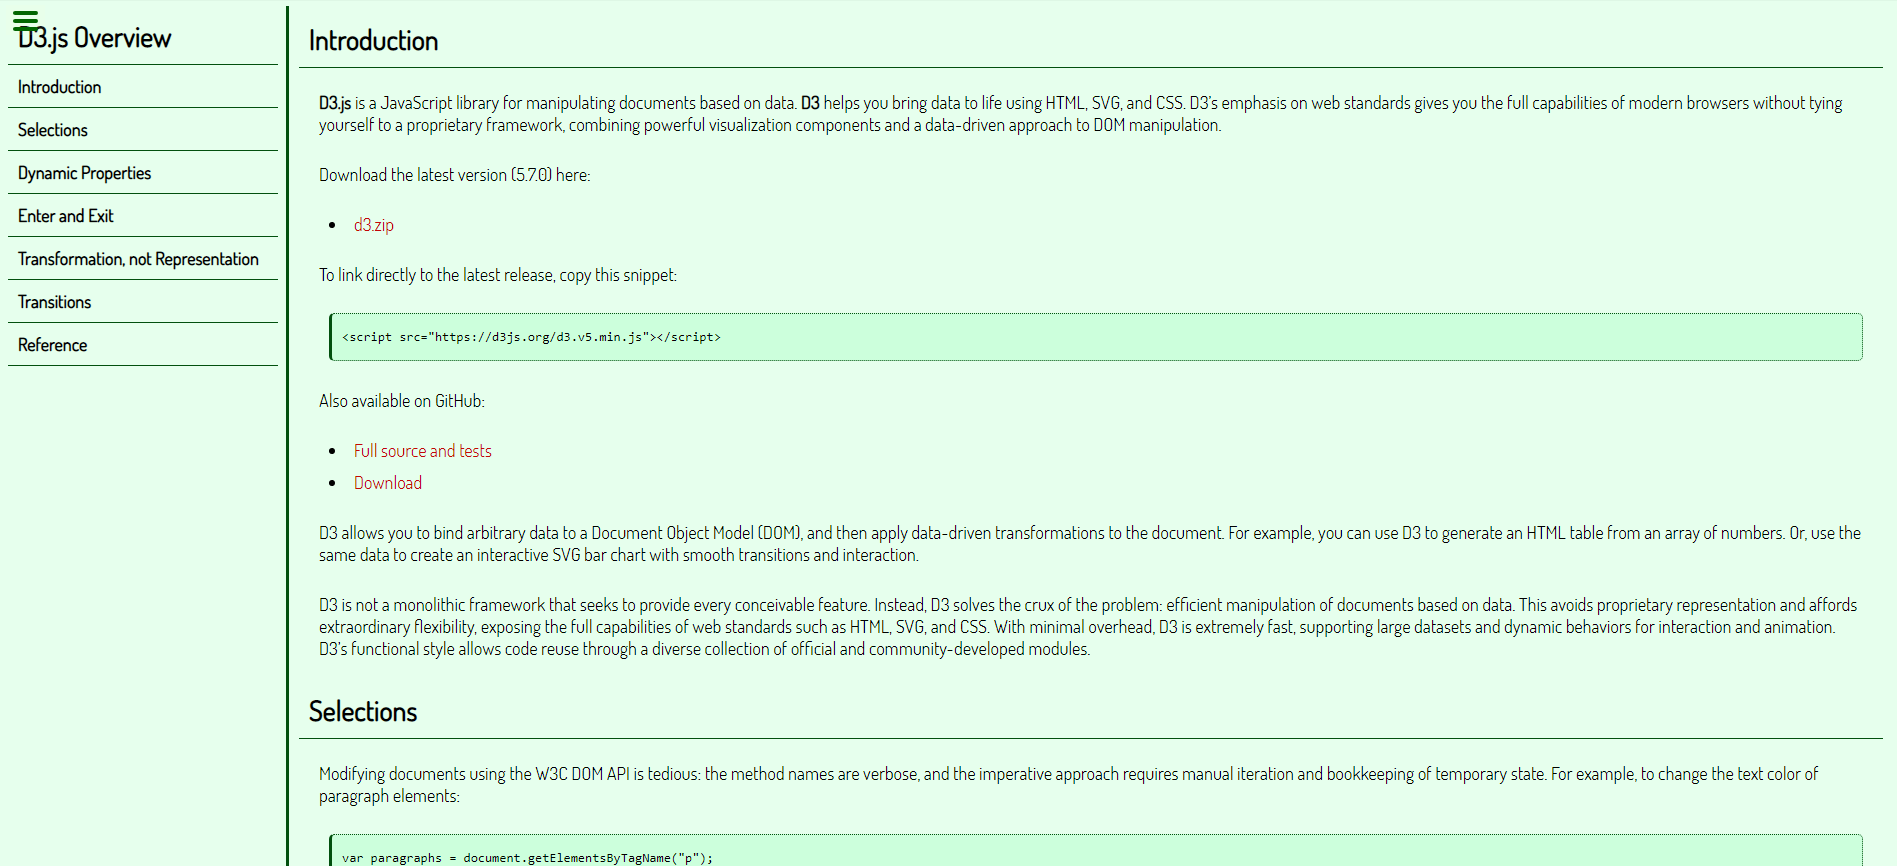 D3.js Overview
Introduction
Selections
Dynamic Properties
Enter and Exit
Transformation, not Representation
Transitions
Reference
Introduction
D3.js is a JavaScript library for manipulating documents based on data. D3 helps you bring data to life using HTML, SVG, and CSS. D3's emphasis on web standards gives you the full capabilities of modern browsers without tying
yourself to a proprietary framework, combining powerful visualization components and a data-driven approach to DOM manipulation.
Download the latest version (5.7.0) here:
d3.zip
To link directly to the latest release, copy this snippet:
<script src="https://d3js.org/d3.v5.min.js"></script>
Also available on GitHub:
Full source and tests
Download
D3 allows you to bind arbitrary data to a Document Object Model (DOM), and then apply data-driven transformations to the document. For example, you can use D3 to generate an HTML table from an array of numbers. Or, use the
same data to create an interactive SVG bar chart with smooth transitions and interaction.
D3 is not a monolithic framework that seeks to provide every conceivable feature. Instead, D3 solves the crux of the problem: efficient manipulation of documents based on data. This avoids proprietary representation and affords
extraordinary flexibility, exposing the full capabilities of web standards such as HTML, SVG, and CSS. With minimal overhead, D3 is extremely fast, supporting large datasets and dynamic behaviors for interaction and animation.
D3's functional style allows code reuse through a diverse collection of official and community-developed modules.
Selections
Modifying documents using the W3C DOM API is tedious: the method names are verbose, and the imperative approach requires manual iteration and bookkeeping of temporary state. For example, to change the text color of
paragraph elements:
var paragraphs = document.getElementsByTagName("p");